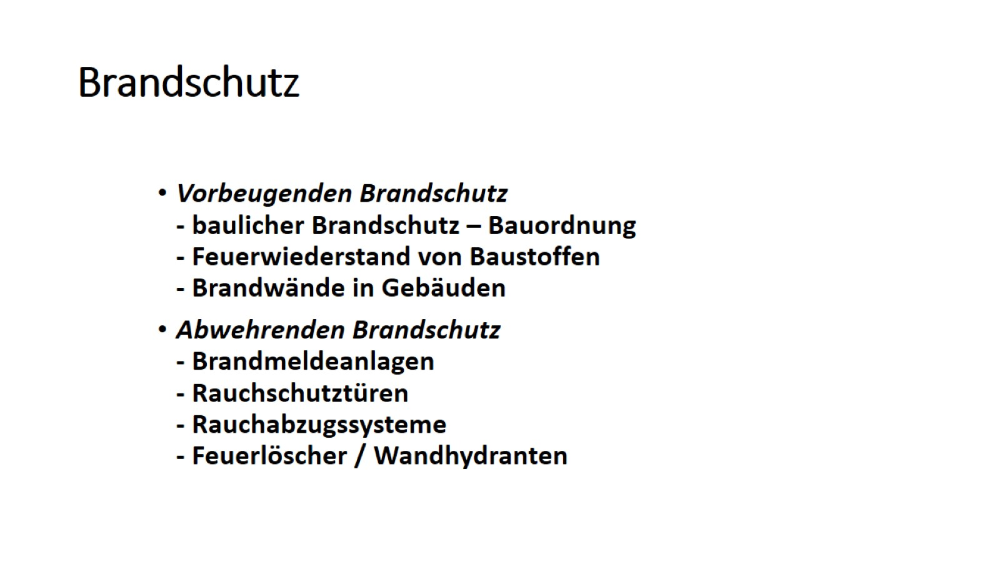 Brandschutz
• Vorbeugenden Brandschutz
- baulicher Brandschutz – Bauordnung
- Feuerwiederstand von Baustoffen
- Brandwände in Gebäuden
• Abwehrenden Brandschutz
- Brandmeldeanlagen
- Rauchschutztüren
- Rauchabzugssysteme
- Feuerlöscher / Wandhydranten